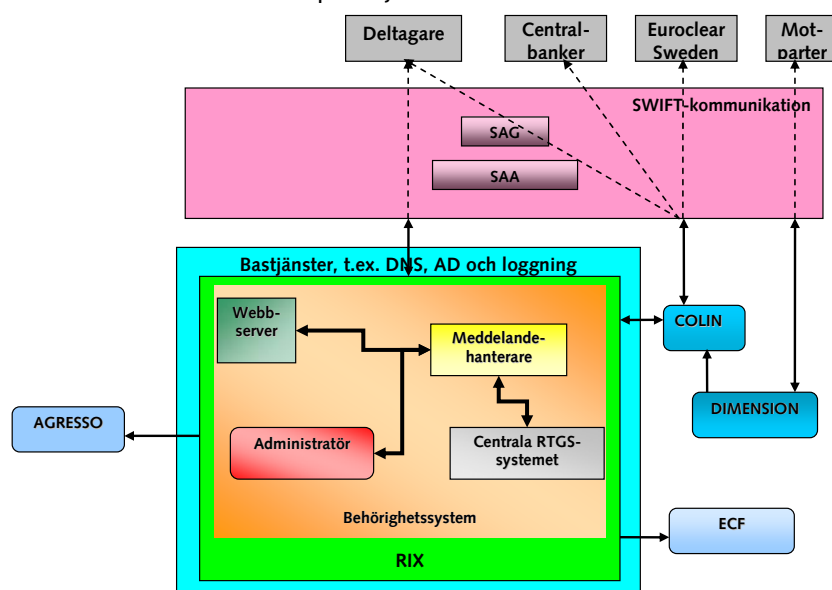 Deltagare
Central-
banker
Euroclear
Sweden
Mot-
parter
SWIFT-kommunikation
SAG
SAA
Bastjänster, t.ex. DNS, AD och loggning
Webb-
server
Meddelande-
hanterare
COLIN
DIMENSION
AGRESSO
Administratör
Centrala RTGS-
systemet
Behörighetssystem
ECF
RIX